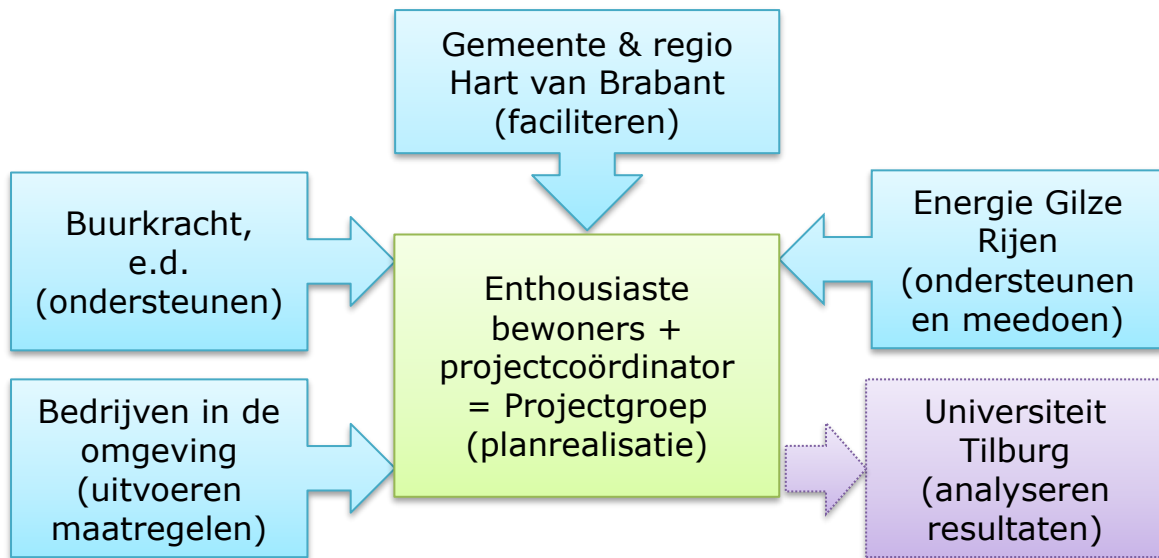 Gemeente & regio
Hart van Brabant
(faciliteren)
Buurkracht,
e.d.
(ondersteunen)
Energie Gilze
Rijen
(ondersteunen
en meedoen)
Enthousiaste
bewoners +
projectcoördinator
= Projectgroep
(planrealisatie)
Bedrijven in de
omgeving
(uitvoeren
maatregelen)
Universiteit
Tilburg
(analyseren
resultaten)